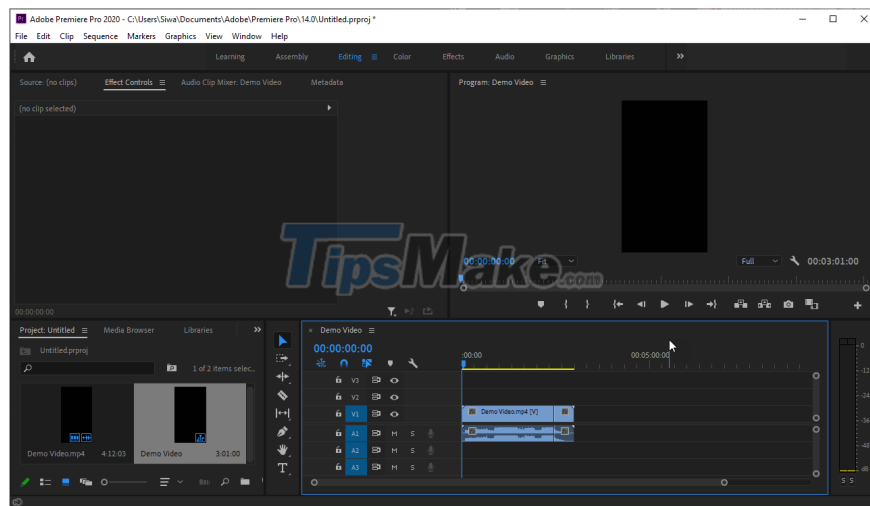 Adobe Premiere Pro 2020 - C:\Users\Siwa\Documents\Adobe\Premiere Pro\14.0\Untitled.prproj *
File Edit Clip Sequence Markers Graphics View Window Help
Learning Assembly Editing Color Effects Audio Graphics Libraries
Source: (no clips) Effect Controls Audio Clip Mixer: Demo Video Metadata
Program: Demo Video
(no clip selected)
TipsMake.com
00:00:00:00 Fit Full 00:03:01:00
00:00:00:00
Project: Untitled Media Browser Libraries
Demo Video
Untitled.prproj
00:00:00:00
1 of 2 items selec...
:00:00 00:05:00:00
V3
V2
V1 Demo Video.mp4 [V]
A1 M S
A2 M S
A3 M S
Demo Video.mp4 4:12:03 Demo Video 3:01:00
0
-12
-24
-36
-48
dB
S S